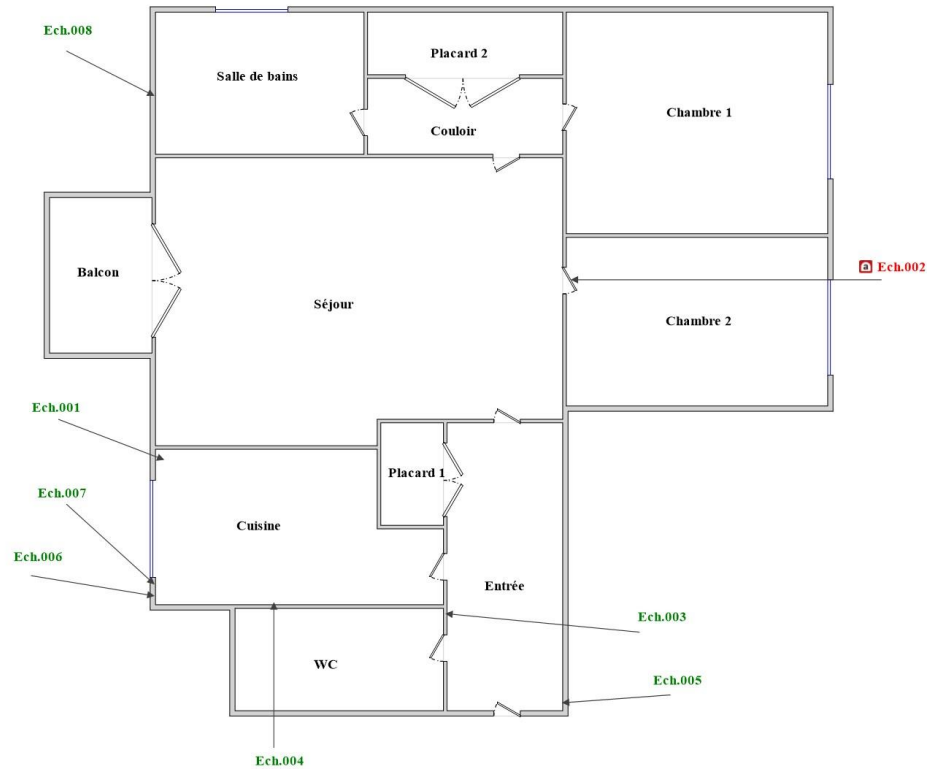 Ech.008
Placard 2
Salle de bains
Chambre 1
Couloir
a Ech.002
Balcon
Séjour
Chambre 2
Ech.001
Placard 1
Ech.007
Cuisine
Ech.006
Entrée
Ech.003
WC
Ech.005
Ech.004